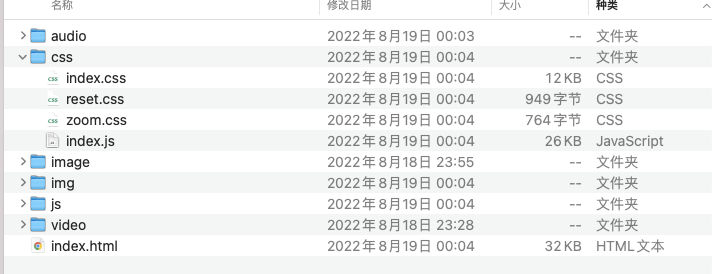 名称 修改日期 大小 种类
audio 2022年8月19日 00:03 -- 文件夹
css 2022年8月19日 00:04 -- 文件夹
CSS index.css 2022年8月19日 00:04 12 KB CSS
CSS reset.css 2022年8月19日 00:04 949 字节 CSS
CSS zoom.css 2022年8月19日 00:04 764 字节 CSS
index.js 2022年8月19日 00:04 26 KB JavaScript
image 2022年8月18日 23:55 -- 文件夹
img 2022年8月19日 00:04 -- 文件夹
js 2022年8月19日 00:04 -- 文件夹
video 2022年8月18日 23:28 -- 文件夹
index.html 2022年8月19日 00:04 32 KB HTML文本